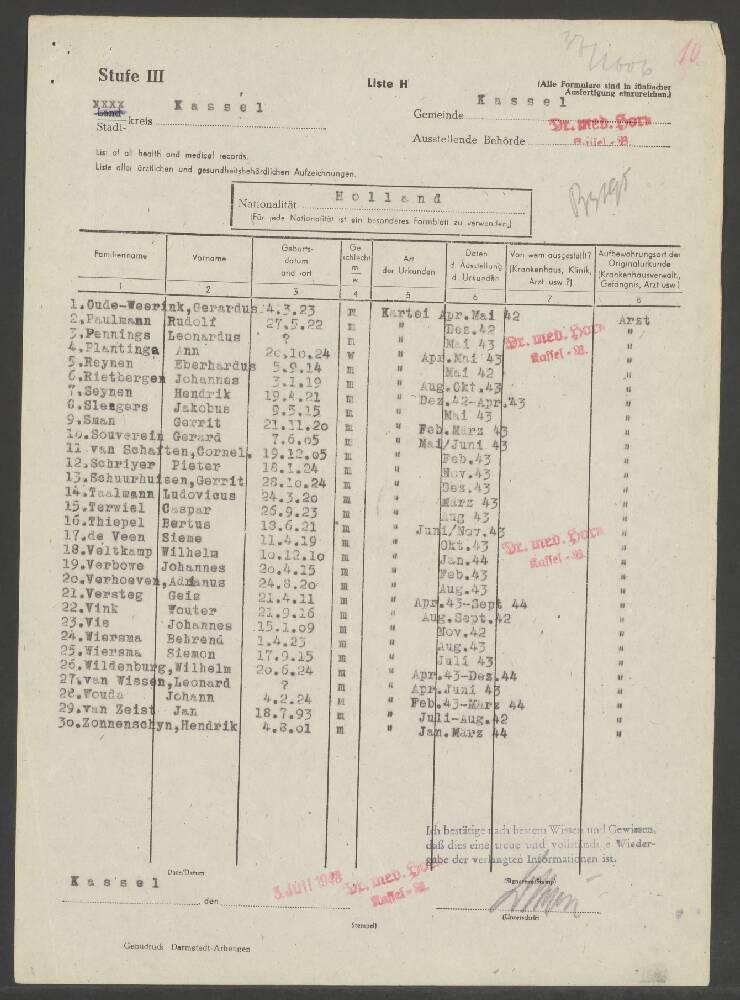 10
Stufe III
Liste H
(Alle Formulare sind in fünffacher
Ausfertigung einzureichen.)
XXXX
Land-
Stadt- kreis Kassel
Gemeinde Kassel
Dr. med. Horn
Ausstellende Behörde Kassel - W.
List of all health and medical records.
Liste aller ärztlichen und gesundheitsbehördlichen Aufzeichnungen.
Nationalität Holland
(Für jede Nationalität ist ein besonderes Formblatt zu verwenden.)
Familienname Vorname Geburts-datum und -ort Ge schlecht m. w. Art der Urkunden Daten d. Ausstellung d. Urkunden Von wem ausgestellt? (Krankenhaus, Klinik, Arzt usw.?) Aufbewahrungsort der Originalurkunde (Krankenhausverwalt., Gefängnis, Arzt usw.)
1 2 3 4 5 6 7 8
1.Oude-Weerink,Gerardus 4.3.23 m Kartei Apr.Mai 42 Arzt
2.Paulmann Rudolf 27.5.22 m " Dez.42 "
3.Pennings Leonardus ? m " Mai 43 Dr. med. Horn "
4.Plantinga Ann 20.10.24 w " Apr.Mai 43 Kassel - W. "
5.Reynen Eberhardus 5.9.14 m " Mai 42 "
6.Rietbergen Johannes 3.1.19 m " Aug.Okt.43 "
7.Seynen Hendrik 19.4.21 m " Dez.42-Apr.43 "
8.Sleegers Jakobus 9.5.15 m " Mai 43 "
9.Sman Gerrit 21.11.20 m " Feb.März 43 "
10.Souverein Gerard 7.6.05 m " Mai/Juni 43 "
11.van Schaften,Cornel. 19.12.05 m " Feb.43 "
12.Schriyer Pieter 18.1.24 m " Nov.43 "
13.Schuurhuisen,Gerrit 28.10.24 m " Dez.43 "
14.Taalmann Ludovicus 24.3.20 m " März 43 "
15.Terwiel Caspar 26.9.23 m " Aug 43 "
16.Thiepel Bertus 13.6.21 m " Juni/Nov.43 "
17.de Veen Sieme 11.4.19 m " Okt.43 Dr. med. Horn "
18.Veltkamp Wilhelm 10.12.10 m " Jan.44 Kassel - W. "
19.Verbowe Johannes 20.4.15 m " Feb.43 "
20.Verhoeven,Adrianus 24.8.20 m " Aug.43 "
21.Versteg Geis 21.4.11 m " Apr.43-Sept 44 "
22.Vink Wouter 21.9.16 m " Aug.Sept.42 "
23.Vis Johannes 15.1.09 m " Nov.42 "
24.Wiersma Behrend 1.4.23 m " Aug.43 "
25.Wiersma Siemon 17.9.15 m " Juli 43 "
26.Wildenburg,Wilhelm 20.6.24 m " Apr.43-Dez.44 "
27.van Wissen,Leonard ? m " Apr.Juni 43 "
28.Wouda Johann 4.2.24 m " Feb.43-März 44 "
29.van Zeist Jan 18.7.93 m " Juli-Aug.42 "
30.Zonnenschyn,Hendrik 4.8.01 m " Jan.März 44 "
Ich bestätige nach bestem Wissen und Gewissen,
daß dies eine treue und vollständige Wieder-
gabe der verlangten Informationen ist.
Date/Datum
Kassel , den 3. Juli 1948 Dr. med. Horn
Kassel - W.
(Signature/Stamp)
(Unterschrift)
(Stempel)
Gebudruck Darmstadt-Arheilgen